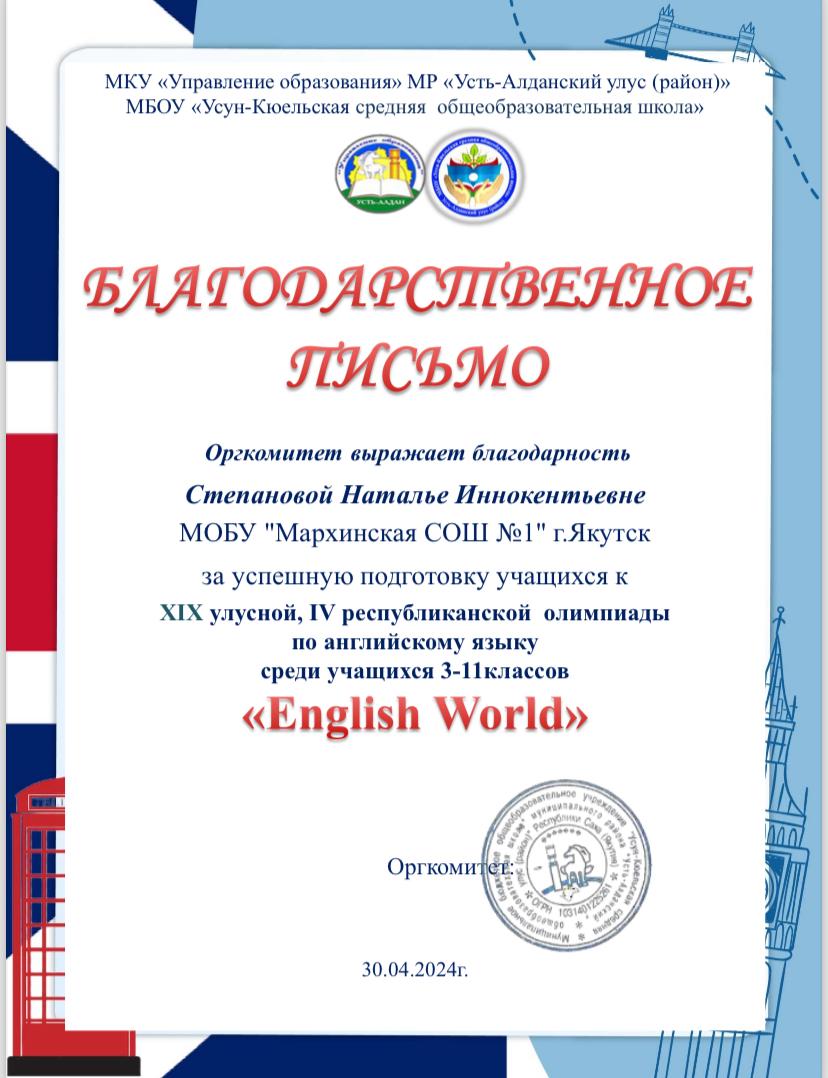 МКУ «Управление образования» МР «Усть-Алданский улус (район)»
МБОУ «Усун-Кюельская средняя общеобразовательная школа»
"Управление образования"
УСТЬ-АЛДАН
БЛАГОДАРСТВЕННОЕ
ПИСЬМО
Оргкомитет выражает благодарность
Степановой Наталье Иннокентьевне
МОБУ "Мархинская СОШ №1" г.Якутск
за успешную подготовку учащихся к
XIX улусной, IV республиканской олимпиады
по английскому языку
среди учащихся 3-11классов
«English World»
Оргкомитет:
Муниципальное бюджетное общеобразовательное учреждение "Усун-Кюельская средняя
общеобразовательная школа" муниципального района "Усть-Алданский
улус (район)" Республики Саха (Якутия)
ОГРН 1031401225261
30.04.2024г.